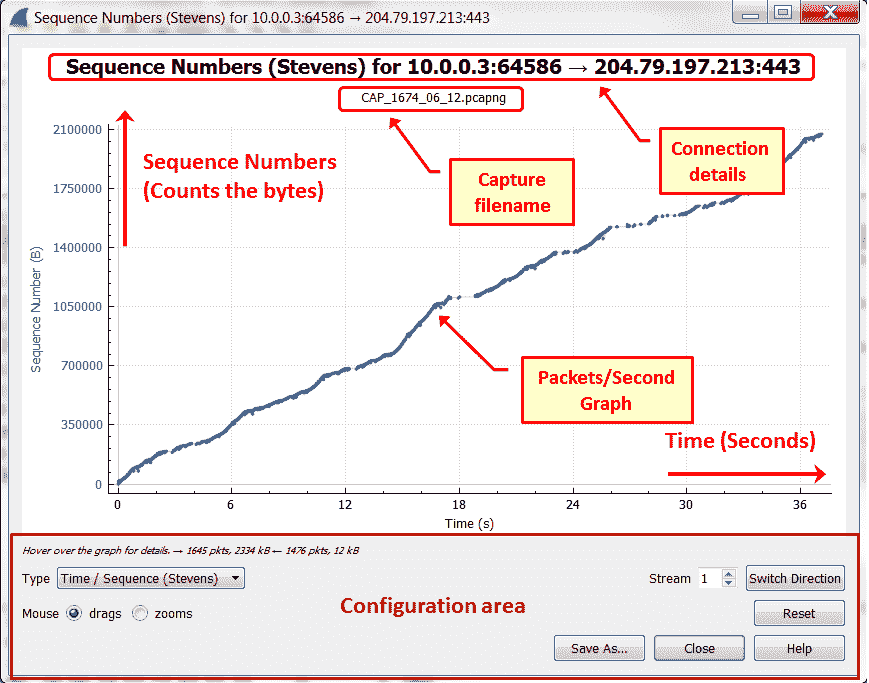 Sequence Numbers (Stevens) for 10.0.0.3:64586 → 204.79.197.213:443
Sequence Numbers (Stevens) for 10.0.0.3:64586 → 204.79.197.213:443
CAP_1674_06_12.pcapng
Sequence Numbers
(Counts the bytes)
Capture
filename
Connection
details
Packets/Second
Graph
Time (Seconds)
Sequence Number (B)
2100000
1750000
1400000
1050000
700000
350000
0
0 6 12 18 24 30 36
Time (s)
Hover over the graph for details. → 1645 pkts, 2334 kB ← 1476 pkts, 12 kB
Type Time / Sequence (Stevens) Stream 1 Switch Direction
Mouse drags zooms Reset
Configuration area
Save As... Close Help